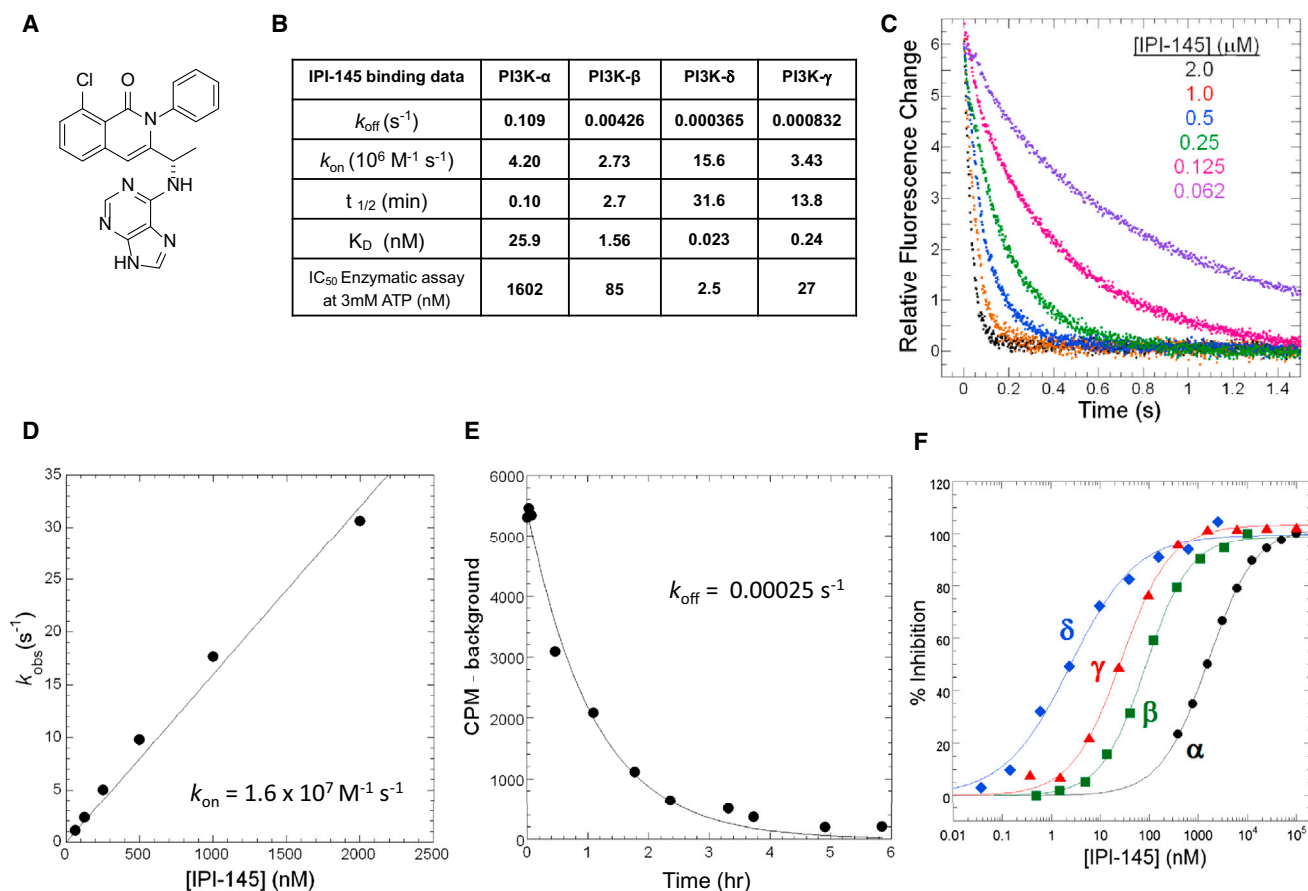 A
Cl
O
N
NH
N
N
N
HN
B
IPI-145 binding data PI3K-α PI3K-β PI3K-δ PI3K-γ
koff (s-1) 0.109 0.00426 0.000365 0.000832
kon (106 M-1 s-1) 4.20 2.73 15.6 3.43
t 1/2 (min) 0.10 2.7 31.6 13.8
KD (nM) 25.9 1.56 0.023 0.24
IC50 Enzymatic assay
at 3mM ATP (nM) 1602 85 2.5 27
C
Relative Fluorescence Change
6
5
4
3
2
1
0
[IPI-145] (μM)
2.0
1.0
0.5
0.25
0.125
0.062
0 0.2 0.4 0.6 0.8 1 1.2 1.4
Time (s)
D
kobs(s-1)
35
30
25
20
15
10
5
0
kon = 1.6 x 107 M-1 s-1
0 500 1000 1500 2000 2500
[IPI-145] (nM)
E
CPM - background
6000
5000
4000
3000
2000
1000
0
koff = 0.00025 s-1
0 1 2 3 4 5 6
Time (hr)
F
% Inhibition
120
100
80
60
40
20
0
δ
γ
β
α
0.01 0.1 1 10 100 1000 104 105
[IPI-145] (nM)